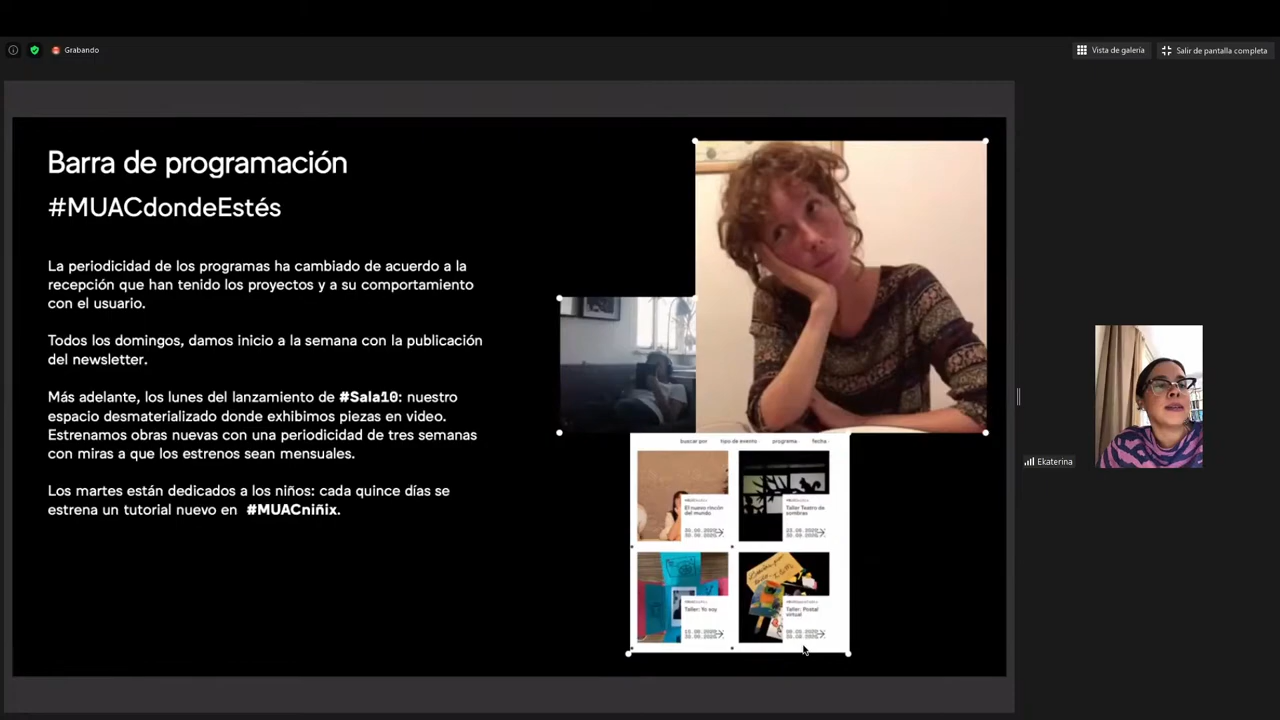 Grabando
Vista de galería
Salir de pantalla completa
Barra de programación
#MUACdondeEstés
La periodicidad de los programas ha cambiado de acuerdo a la
recepción que han tenido los proyectos y a su comportamiento
con el usuario.
Todos los domingos, damos inicio a la semana con la publicación
del newsletter.
Más adelante, los lunes del lanzamiento de #Sala10: nuestro
espacio desmaterializado donde exhibimos piezas en video.
Estrenamos obras nuevas con una periodicidad de tres semanas
con miras a que los estrenos sean mensuales.
Los martes están dedicados a los niños: cada quince días se
estrena un tutorial nuevo en #MUACniñix.
buscar por tipo de evento programa fecha
El nuevo rincón
del mundo
Taller Teatro de
sombras
Taller: Yo soy
Taller: Postal
virtual
Ekaterina